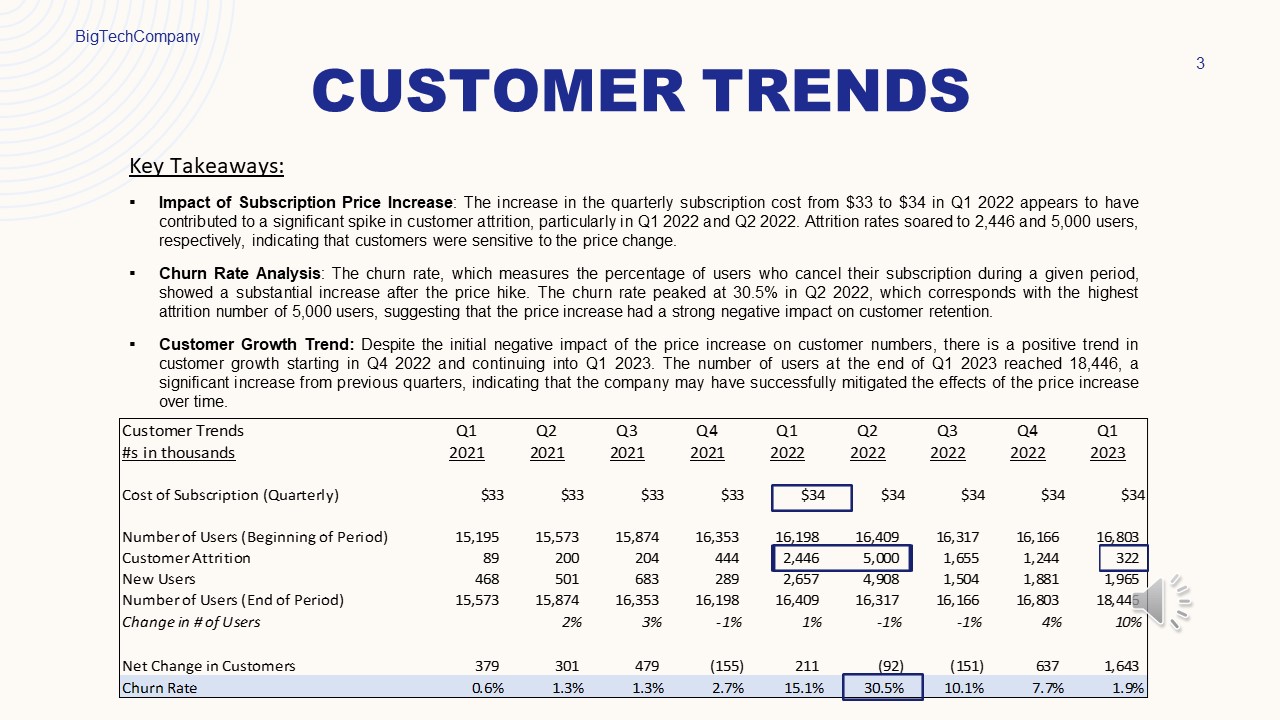 BigTechCompany
3
CUSTOMER TRENDS
Key Takeaways:
▪ Impact of Subscription Price Increase: The increase in the quarterly subscription cost from $33 to $34 in Q1 2022 appears to have
contributed to a significant spike in customer attrition, particularly in Q1 2022 and Q2 2022. Attrition rates soared to 2,446 and 5,000 users,
respectively, indicating that customers were sensitive to the price change.
▪ Churn Rate Analysis: The churn rate, which measures the percentage of users who cancel their subscription during a given period,
showed a substantial increase after the price hike. The churn rate peaked at 30.5% in Q2 2022, which corresponds with the highest
attrition number of 5,000 users, suggesting that the price increase had a strong negative impact on customer retention.
▪ Customer Growth Trend: Despite the initial negative impact of the price increase on customer numbers, there is a positive trend in
customer growth starting in Q4 2022 and continuing into Q1 2023. The number of users at the end of Q1 2023 reached 18,446, a
significant increase from previous quarters, indicating that the company may have successfully mitigated the effects of the price increase
over time.
Customer Trends Q1 Q2 Q3 Q4 Q1 Q2 Q3 Q4 Q1
#s in thousands 2021 2021 2021 2021 2022 2022 2022 2022 2023
Cost of Subscription (Quarterly) $33 $33 $33 $33 $34 $34 $34 $34 $34
Number of Users (Beginning of Period) 15,195 15,573 15,874 16,353 16,198 16,409 16,317 16,166 16,803
Customer Attrition 89 200 204 444 2,446 5,000 1,655 1,244 322
New Users 468 501 683 289 2,657 4,908 1,504 1,881 1,965
Number of Users (End of Period) 15,573 15,874 16,353 16,198 16,409 16,317 16,166 16,803 18,446
Change in # of Users 2% 3% -1% 1% -1% -1% 4% 10%
Net Change in Customers 379 301 479 (155) 211 (92) (151) 637 1,643
Churn Rate 0.6% 1.3% 1.3% 2.7% 15.1% 30.5% 10.1% 7.7% 1.9%